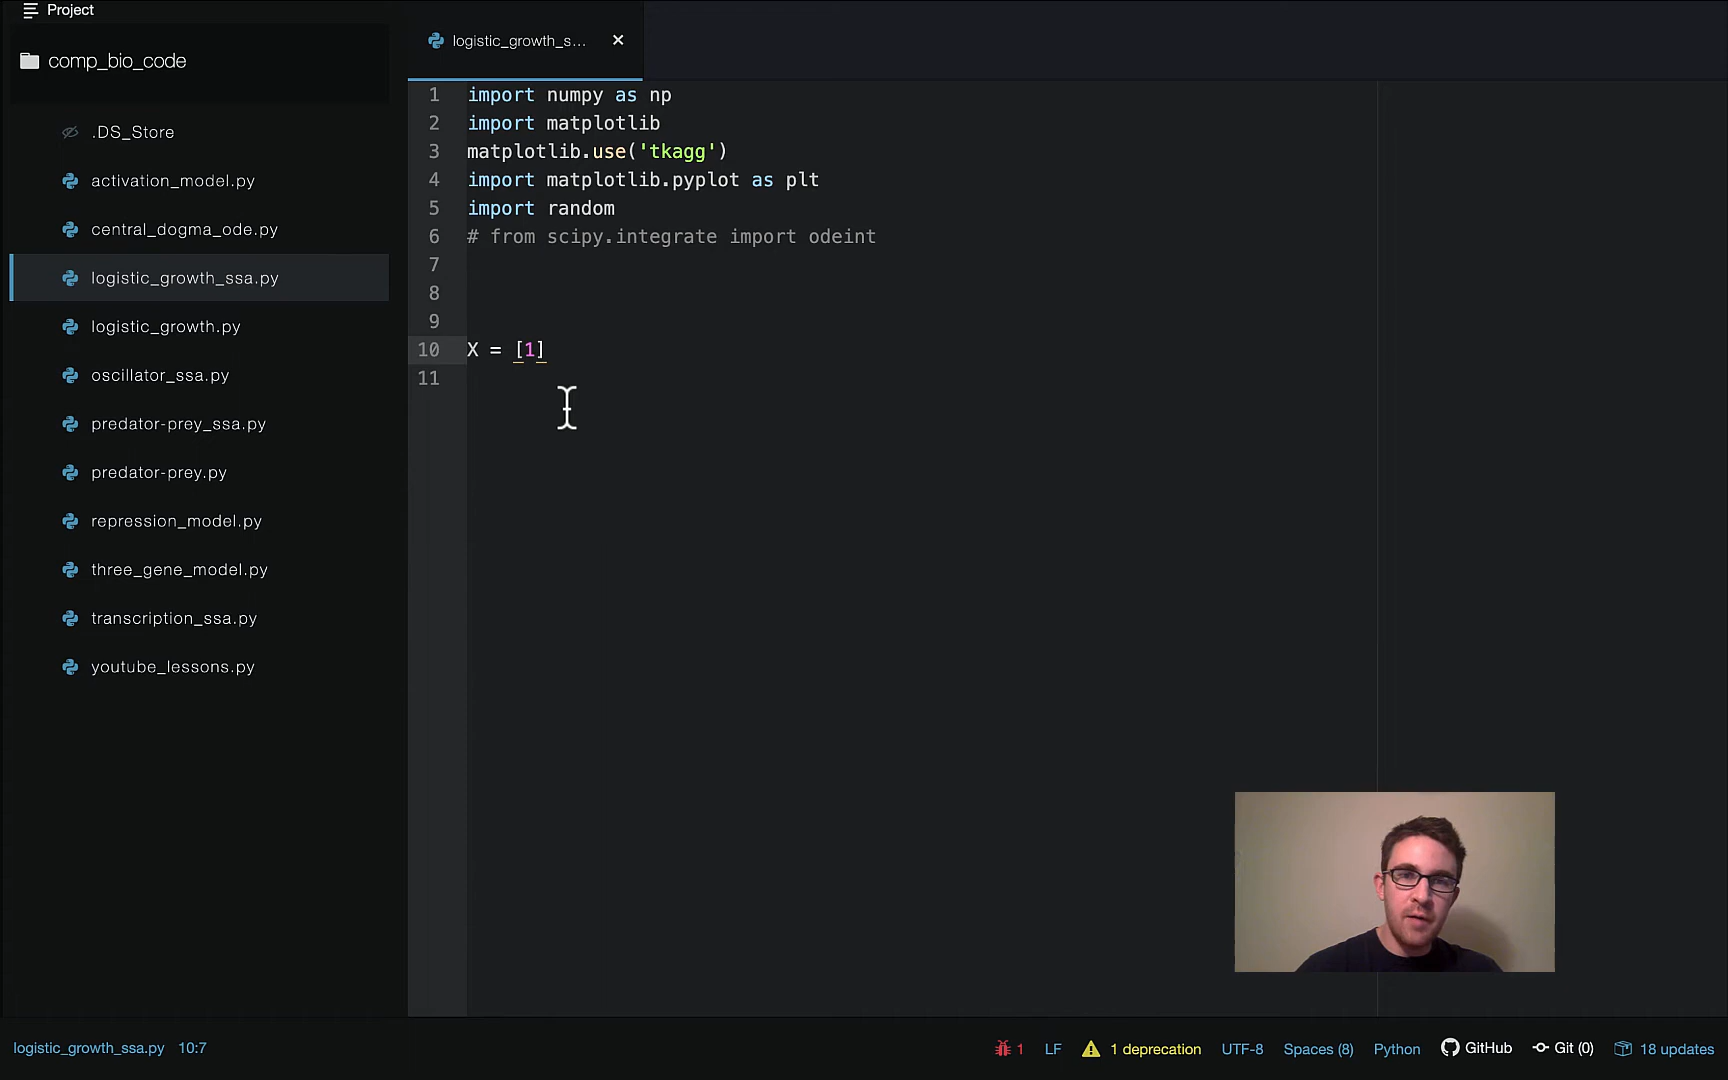 Project
comp_bio_code
.DS_Store
activation_model.py
central_dogma_ode.py
logistic_growth_ssa.py
logistic_growth.py
oscillator_ssa.py
predator-prey_ssa.py
predator-prey.py
repression_model.py
three_gene_model.py
transcription_ssa.py
youtube_lessons.py
logistic_growth_s...
1 import numpy as np
2 import matplotlib
3 matplotlib.use('tkagg')
4 import matplotlib.pyplot as plt
5 import random
6 # from scipy.integrate import odeint
7
8
9
10 X = [1]
11
logistic_growth_ssa.py 10:7 1 LF 1 deprecation UTF-8 Spaces (8) Python GitHub Git (0) 18 updates